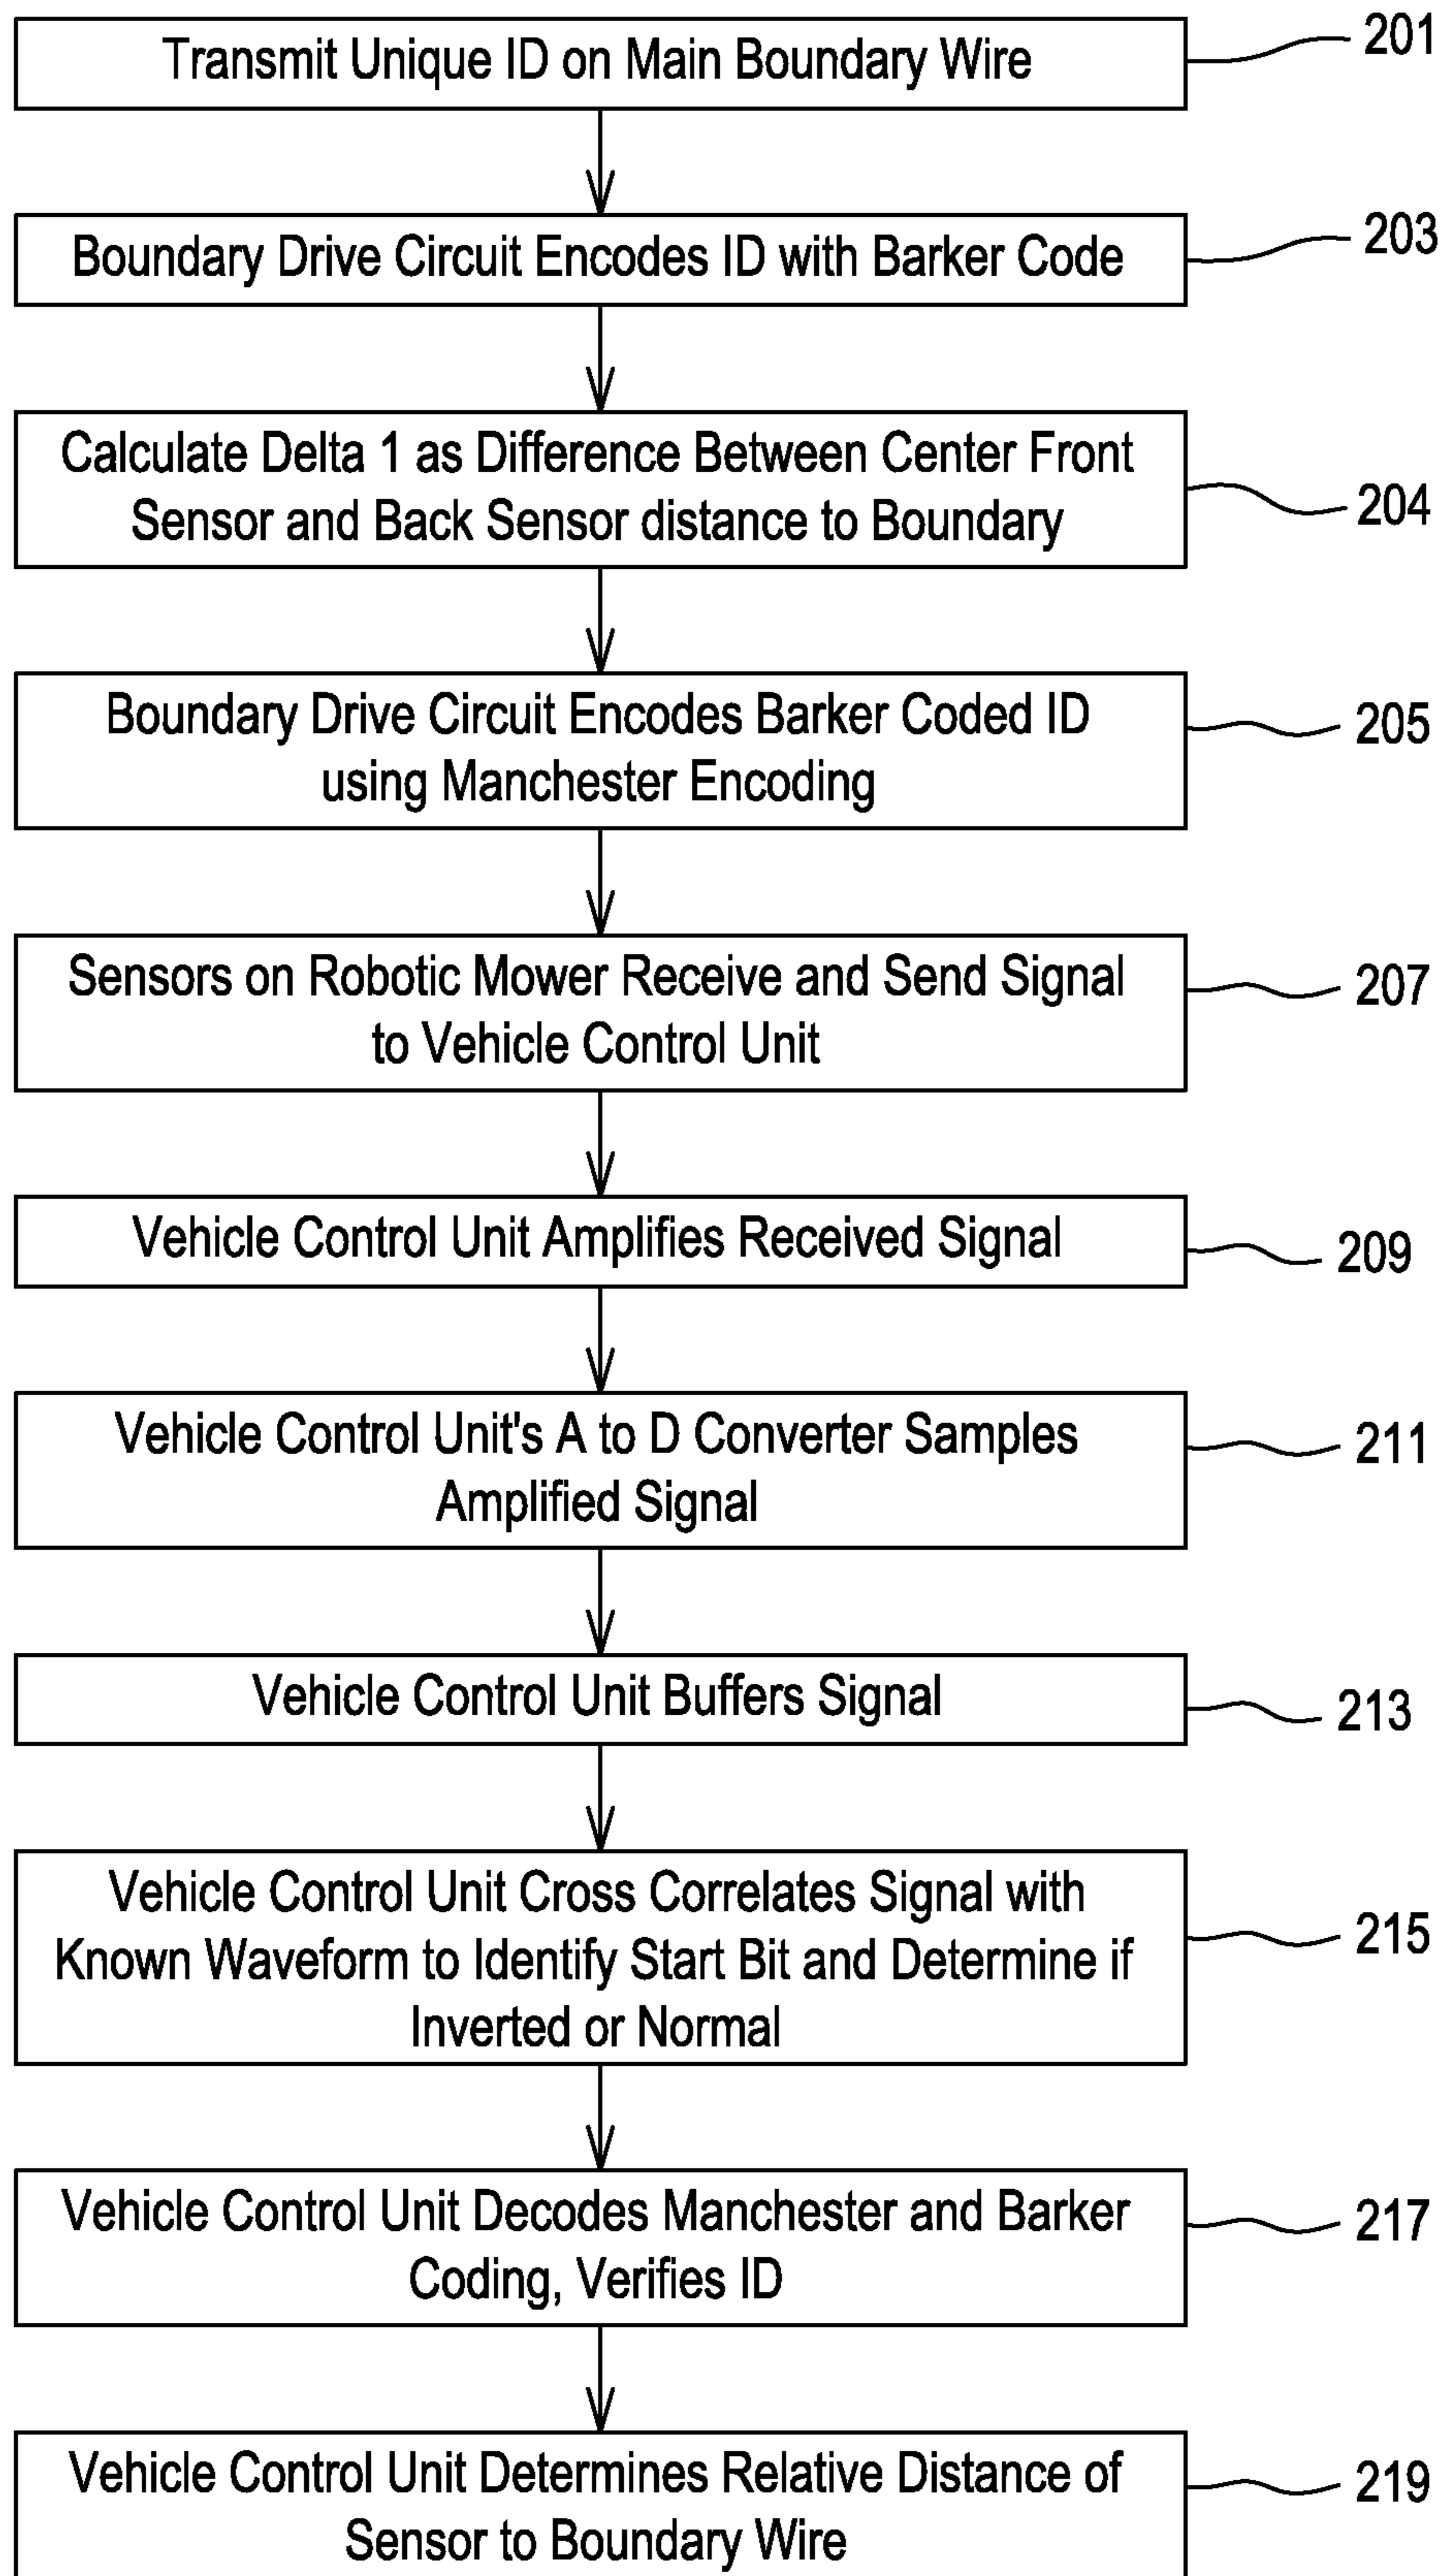 Transmit Unique ID on Main Boundary Wire
201
Boundary Drive Circuit Encodes ID with Barker Code
203
Calculate Delta 1 as Difference Between Center Front
Sensor and Back Sensor distance to Boundary
204
Boundary Drive Circuit Encodes Barker Coded ID
using Manchester Encoding
205
Sensors on Robotic Mower Receive and Send Signal
to Vehicle Control Unit
207
Vehicle Control Unit Amplifies Received Signal
209
Vehicle Control Unit's A to D Converter Samples
Amplified Signal
211
Vehicle Control Unit Buffers Signal
213
Vehicle Control Unit Cross Correlates Signal with
Known Waveform to Identify Start Bit and Determine if
Inverted or Normal
215
Vehicle Control Unit Decodes Manchester and Barker
Coding, Verifies ID
217
Vehicle Control Unit Determines Relative Distance of
Sensor to Boundary Wire
219